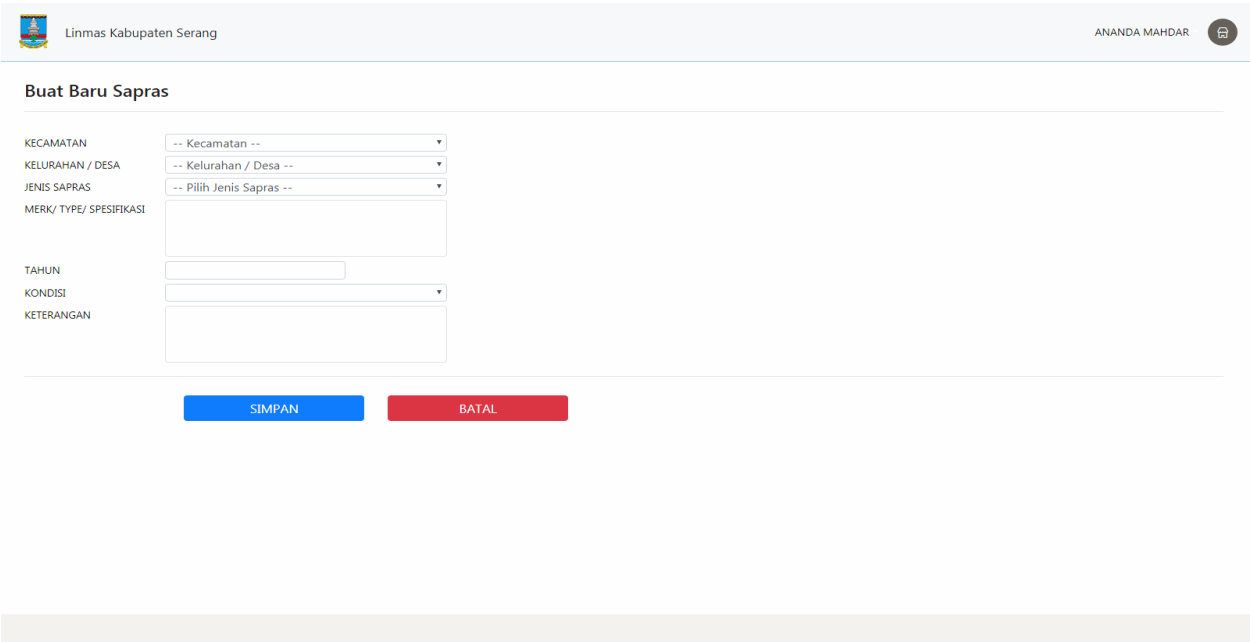 Linmas Kabupaten Serang
ANANDA MAHDAR
Buat Baru Sapras
KECAMATAN
-- Kecamatan --
KELURAHAN / DESA
-- Kelurahan / Desa --
JENIS SAPRAS
-- Pilih Jenis Sapras --
MERK/ TYPE/ SPESIFIKASI
TAHUN
KONDISI
KETERANGAN
SIMPAN
BATAL